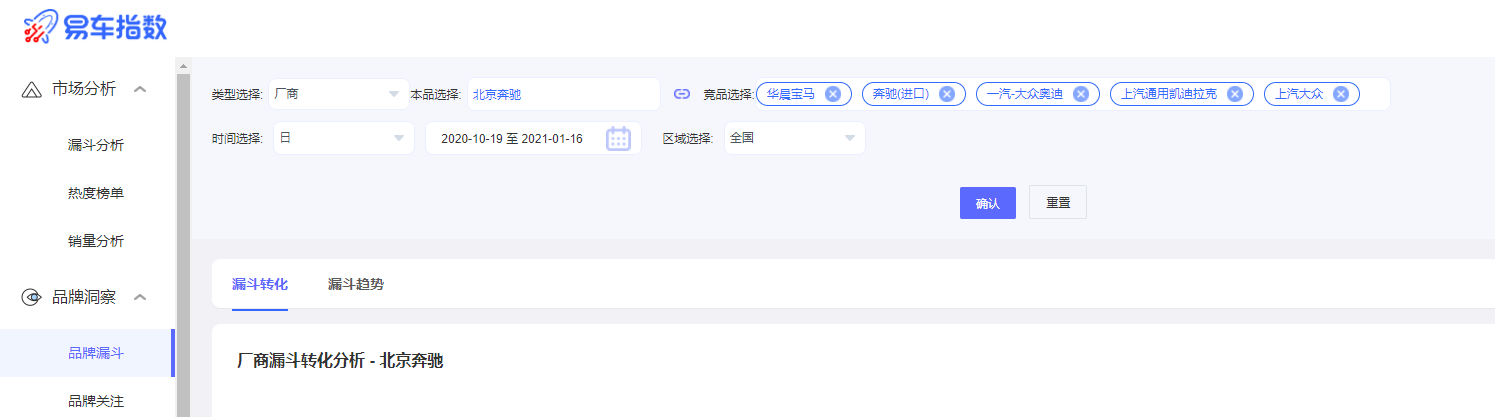 易车指数
市场分析
漏斗分析
热度榜单
销量分析
品牌洞察
品牌漏斗
品牌关注
类型选择: 厂商 本品选择: 北京奔驰 竞品选择: 华晨宝马 奔驰(进口) 一汽-大众奥迪 上汽通用凯迪拉克 上汽大众
时间选择: 日 2020-10-19 至 2021-01-16 区域选择: 全国
确认 重置
漏斗转化 漏斗趋势
厂商漏斗转化分析 - 北京奔驰